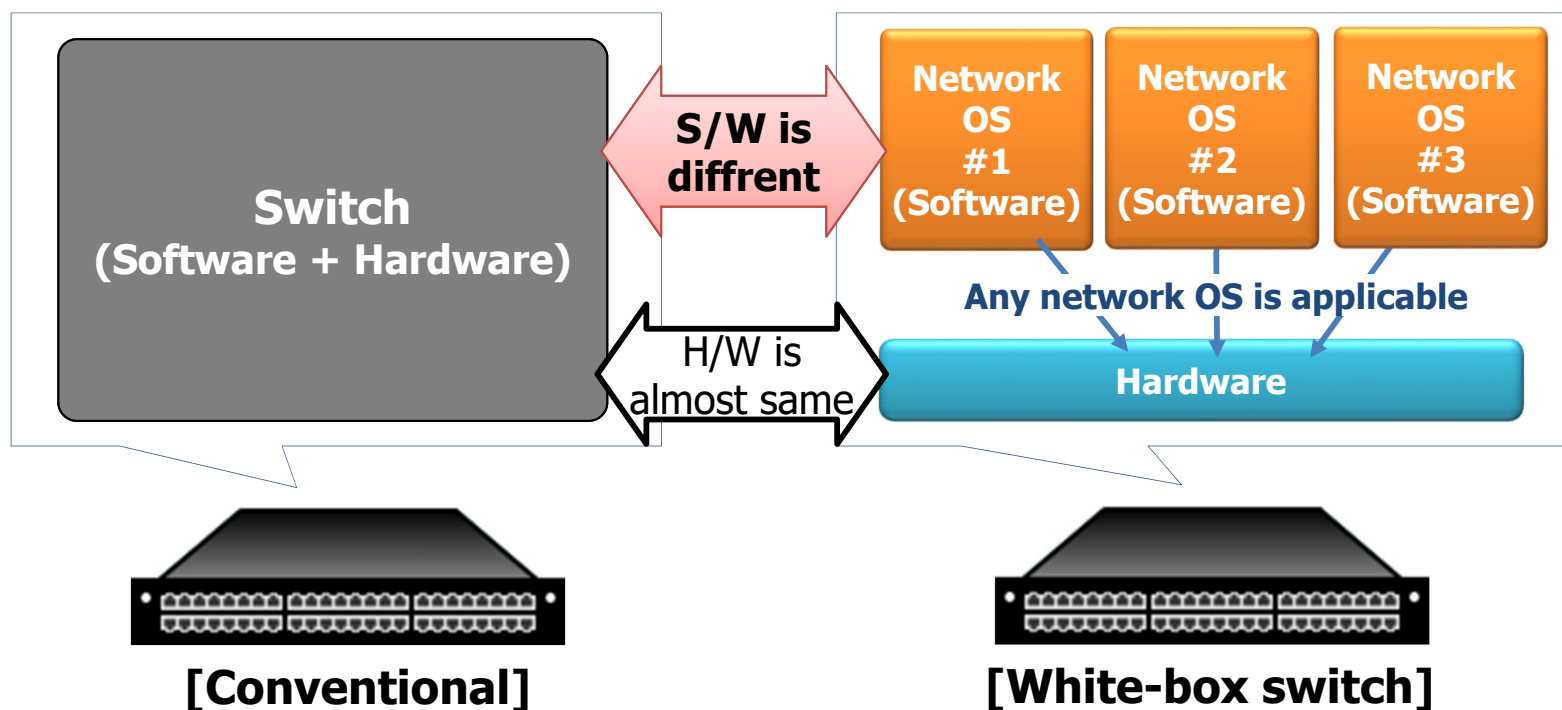 Switch
(Software + Hardware)
S/W is
diffrent
H/W is
almost same
Network
OS
#1
(Software)
Network
OS
#2
(Software)
Network
OS
#3
(Software)
Any network OS is applicable
Hardware
[Conventional]
[White-box switch]